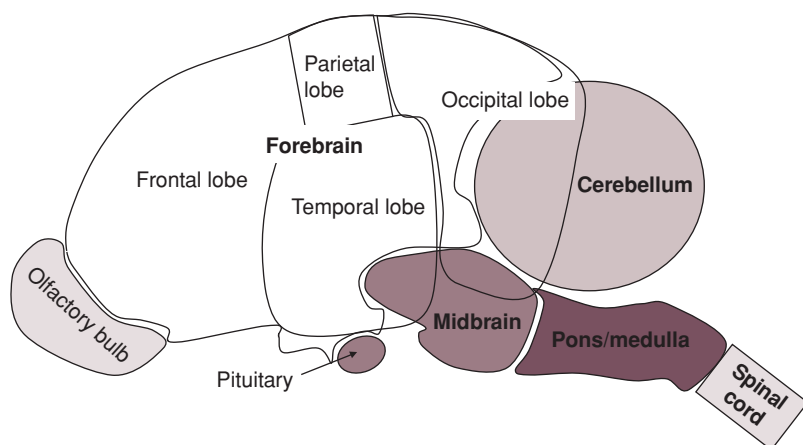 Parietal
lobe
Occipital lobe
Forebrain
Frontal lobe
Temporal lobe
Cerebellum
Olfactory bulb
Midbrain
Pons/medulla
Pituitary
Spinal
cord